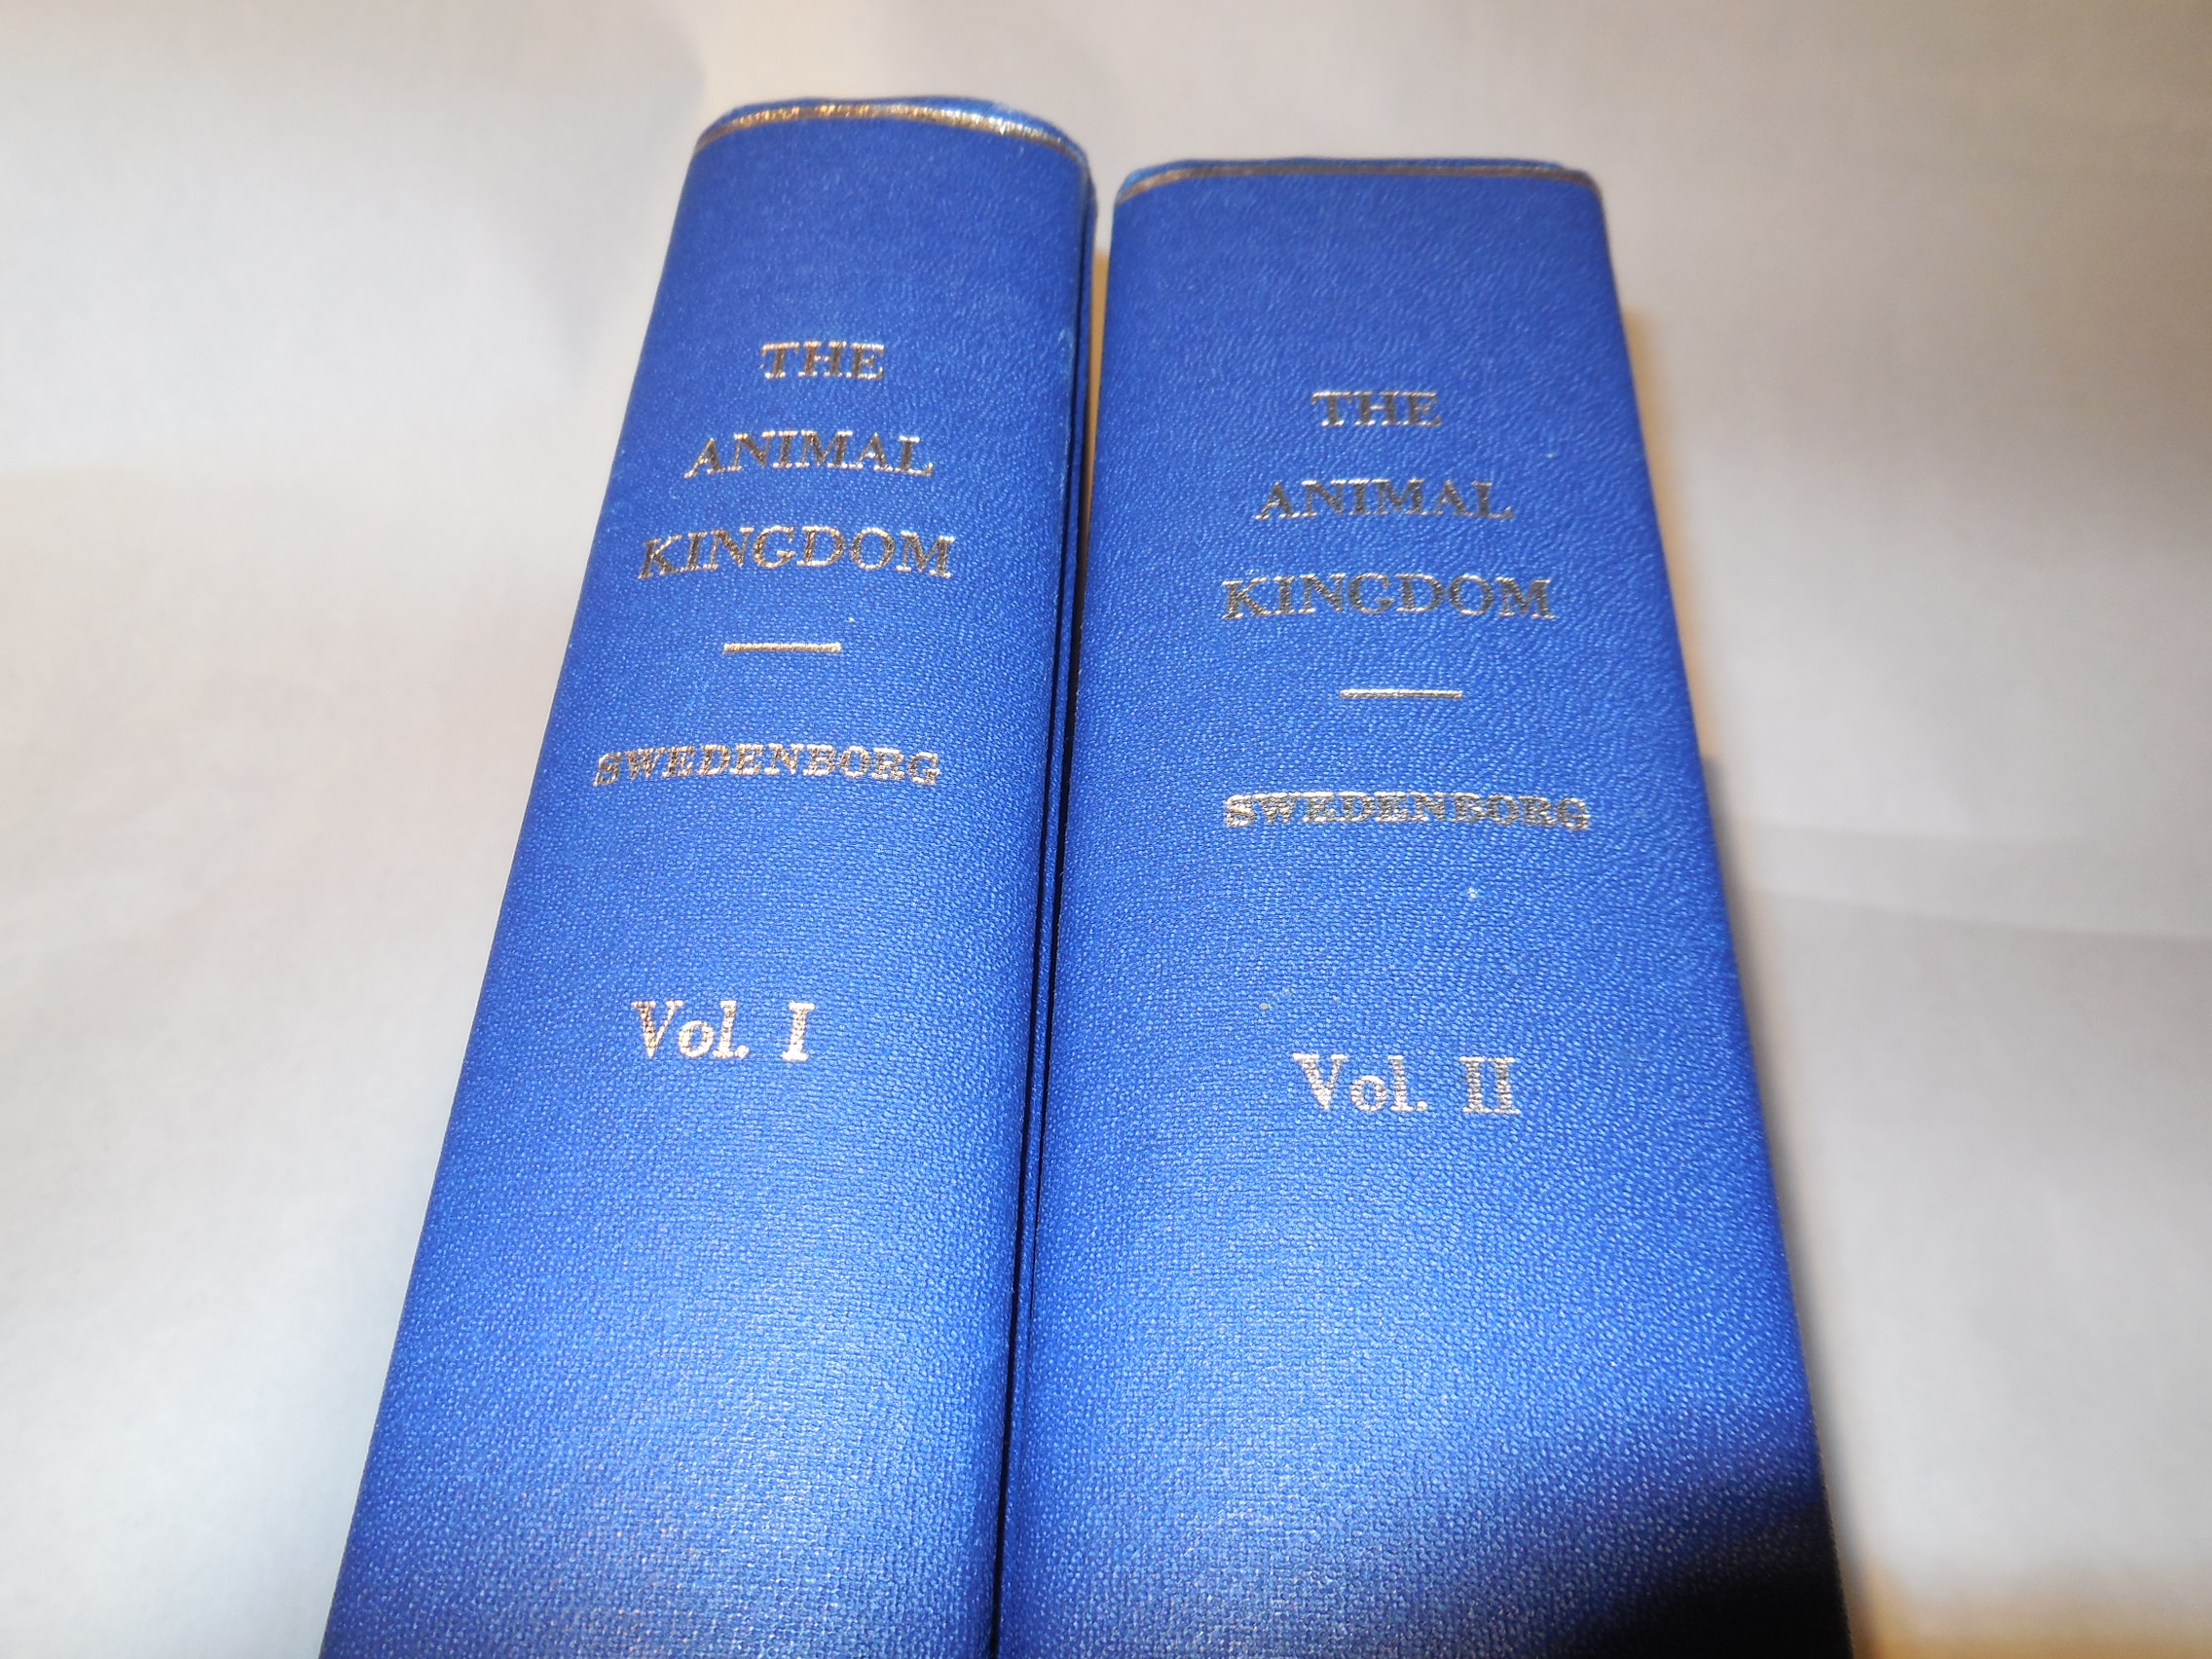 THE
ANIMAL
KINGDOM
SWEDENBORG
Vol. I
THE
ANIMAL
KINGDOM
SWEDENBORG
Vol. II